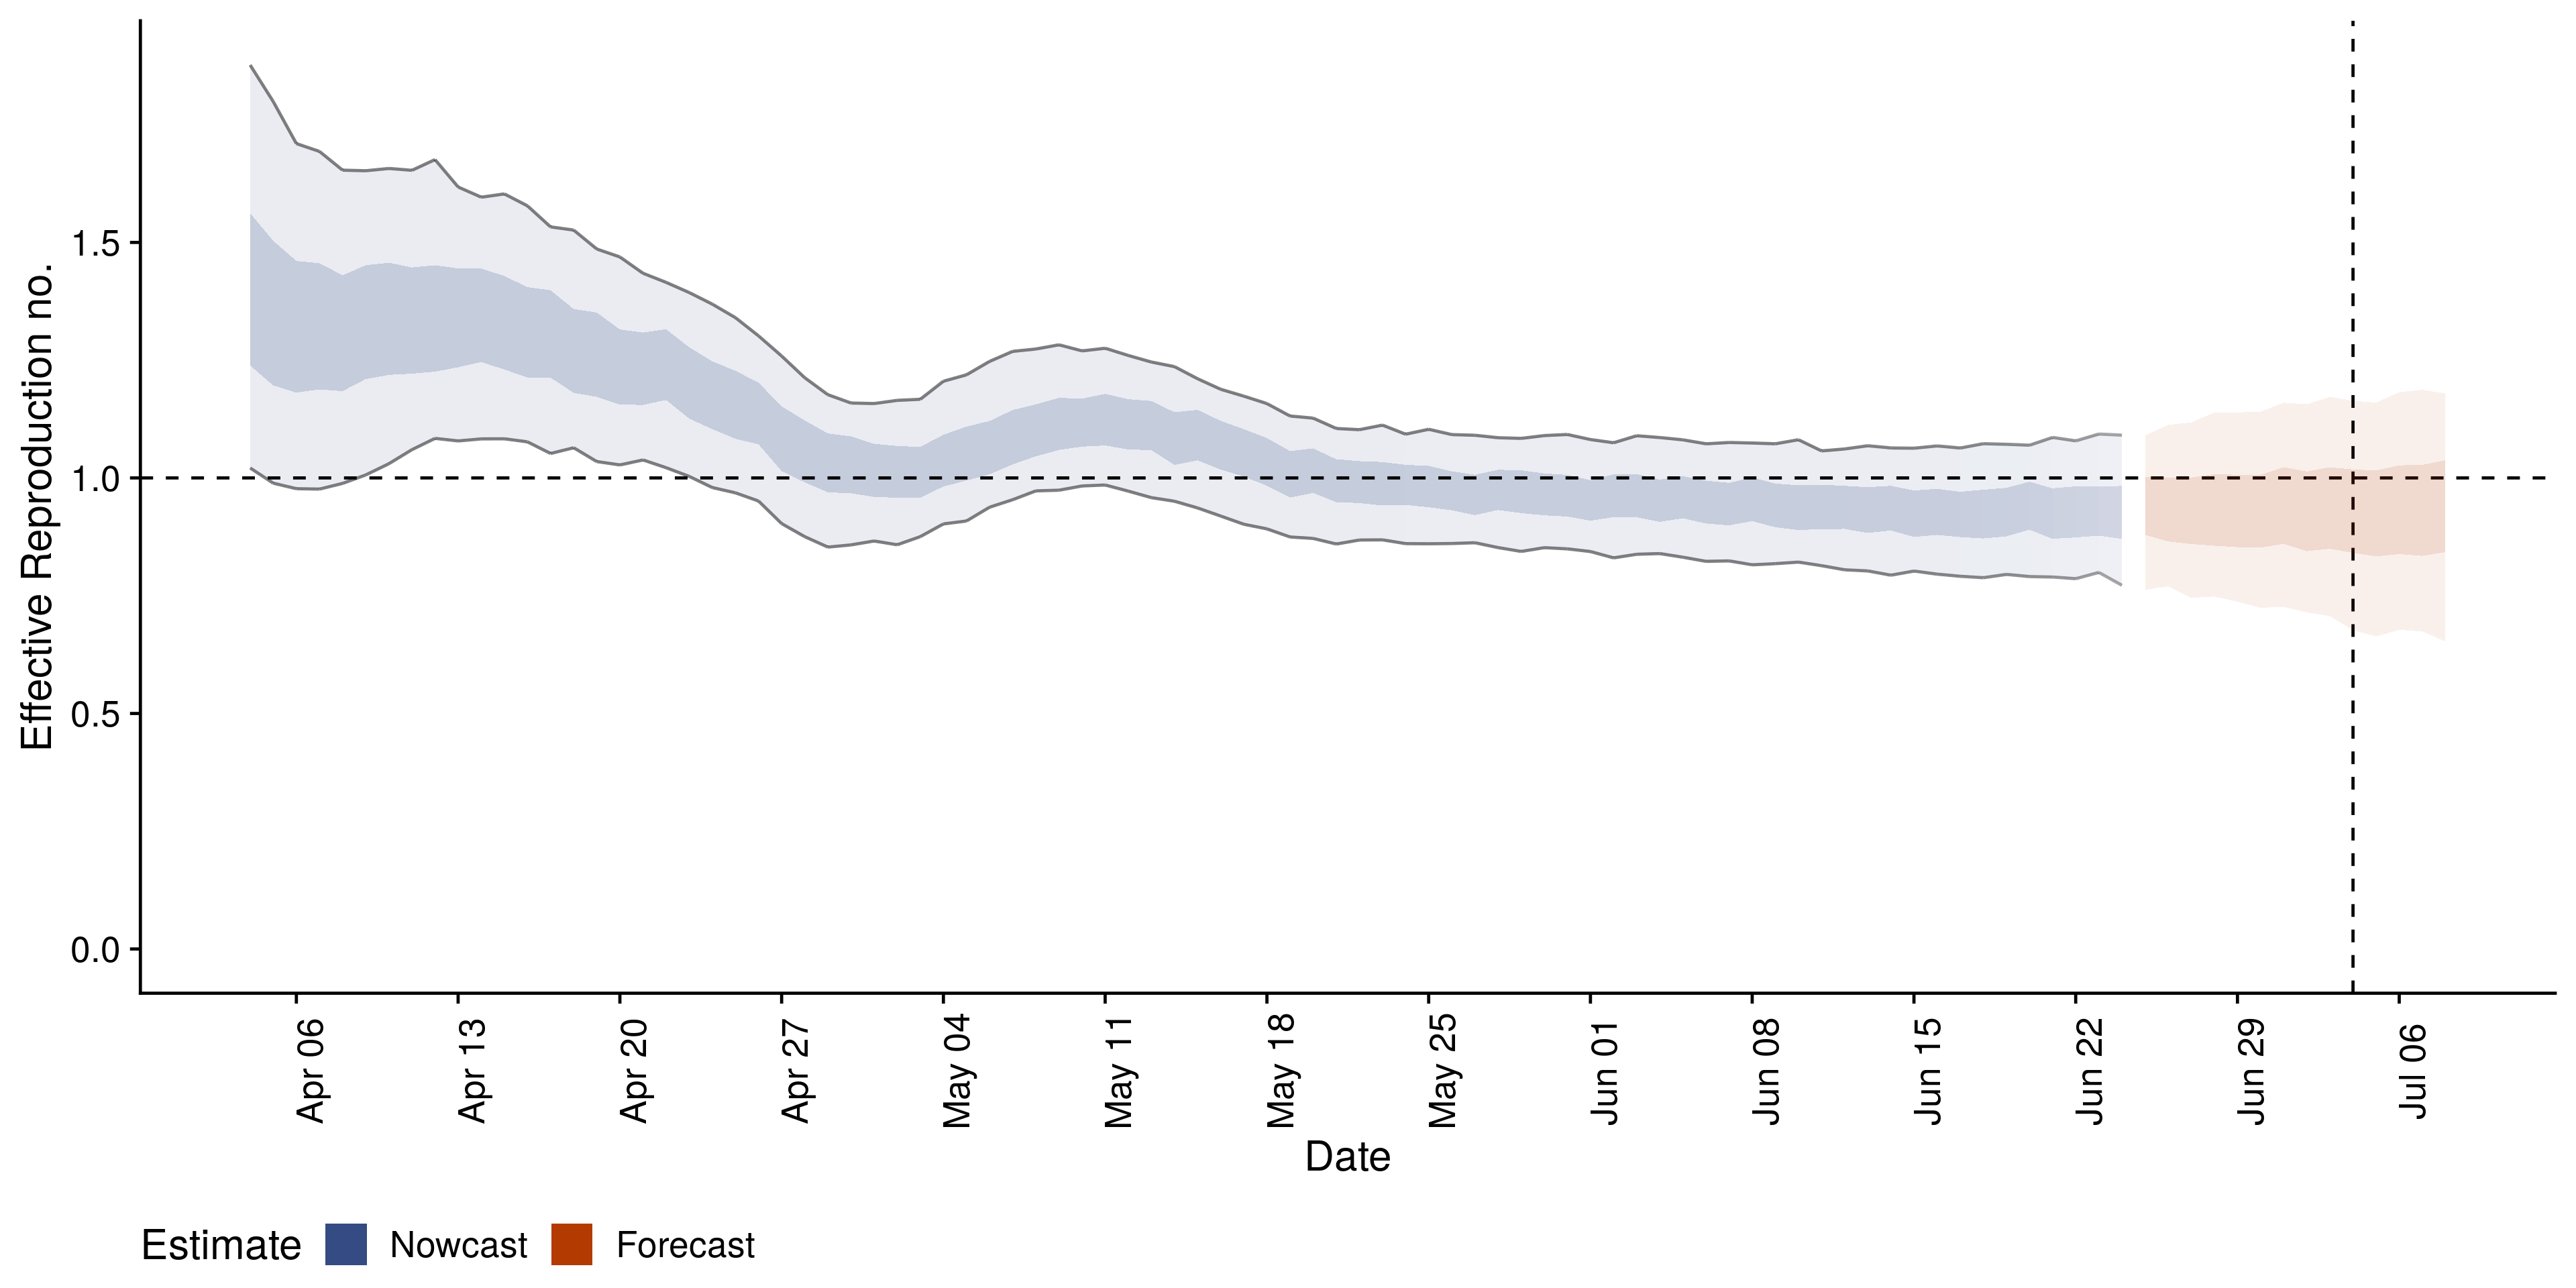 Effective Reproduction no.
1.5
1.0
0.5
0.0
Apr 06
Apr 13
Apr 20
Apr 27
May 04
May 11
May 18
May 25
Jun 01
Jun 08
Jun 15
Jun 22
Jun 29
Jul 06
Date
Estimate Nowcast Forecast